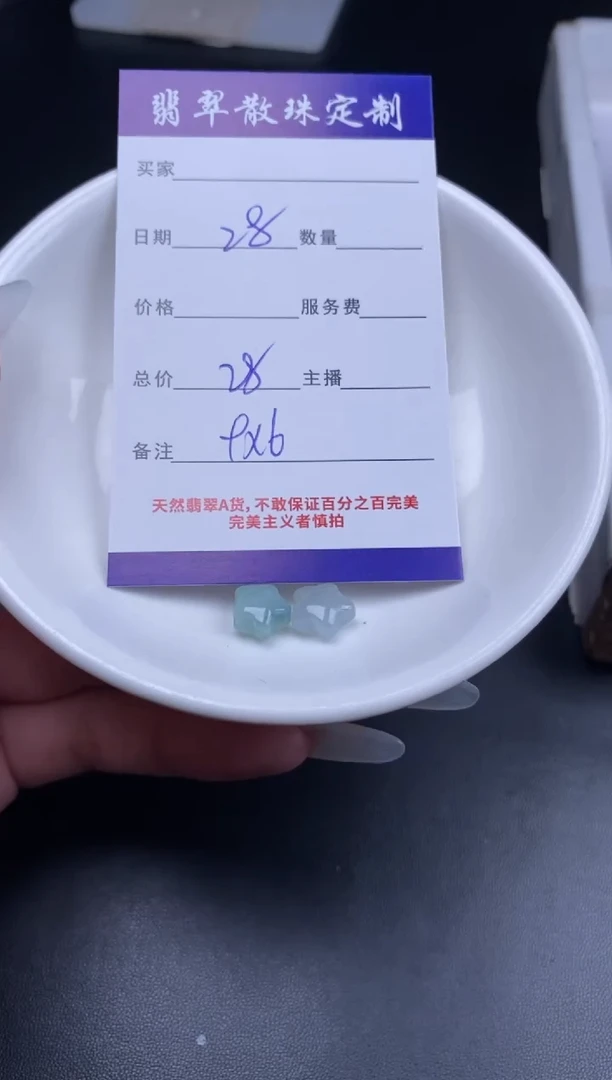 翡翠散珠定制
买家
日期 28 数量
价格 服务费
总价 28 主播
备注 9x6
天然翡翠A货,不敢保证百分之百完美
完美主义者慎拍